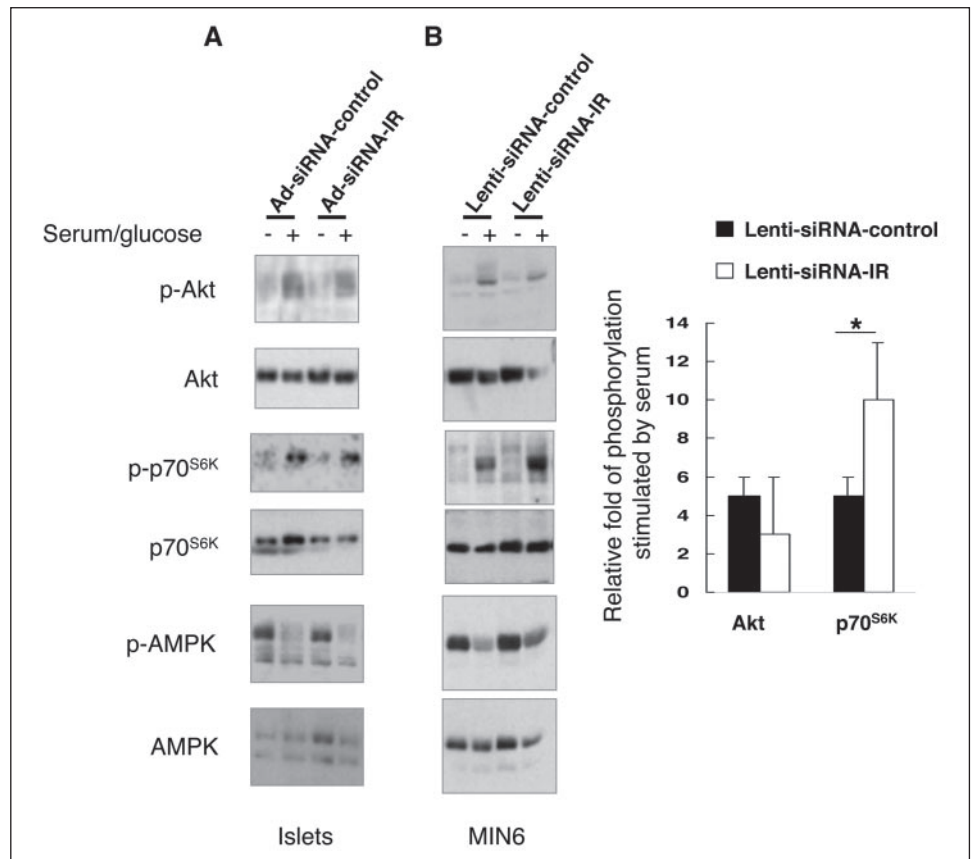 A
B
Ad-siRNA-control
Ad-siRNA-IR
Lenti-siRNA-control
Lenti-siRNA-IR
Serum/glucose - + - + - + - +
p-Akt
Akt
p-p70S6K
p70S6K
p-AMPK
AMPK
Islets
MIN6
Lenti-siRNA-control
Lenti-siRNA-IR
Relative fold of phosphorylation
stimulated by serum
14
12
10
8
6
4
2
0
*
Akt
p70S6K